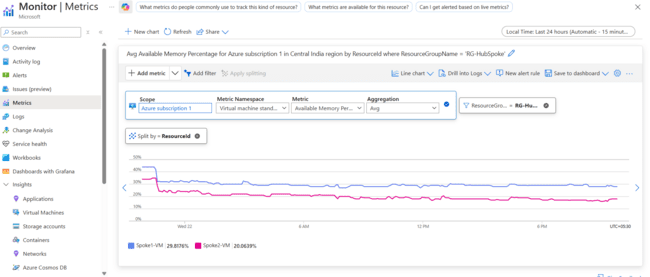 Monitor | Metrics
Microsoft
What metrics do people commonly use to track this kind of resource?
What metrics are available for this resource?
Can I get alerted based on live metrics?
Search
Overview
Activity log
Alerts
Issues (preview)
Metrics
Logs
Change Analysis
Service health
Workbooks
Dashboards with Grafana
Insights
Applications
Virtual Machines
Storage accounts
Containers
Networks
Azure Cosmos DB
New chart
Refresh
Share
Local Time: Last 24 hours (Automatic - 15 minut...
Avg Available Memory Percentage for Azure subscription 1 in Central India region by ResourceId where ResourceGroupName = 'RG-HubSpoke'
Add metric
Add filter
Apply splitting
Line chart
Drill into Logs
New alert rule
Save to dashboard
...
Scope
Azure subscription 1
Metric Namespace
Virtual machine stand...
Metric
Available Memory Per...
Aggregation
Avg
ResourceGro... = RG-Hu...
Split by = ResourceId
50%
40%
30%
20%
10%
0%
Wed 22
6 AM
12 PM
6 PM
UTC+05:30
Spoke1-VM 29.8176%
Spoke2-VM 20.0639%